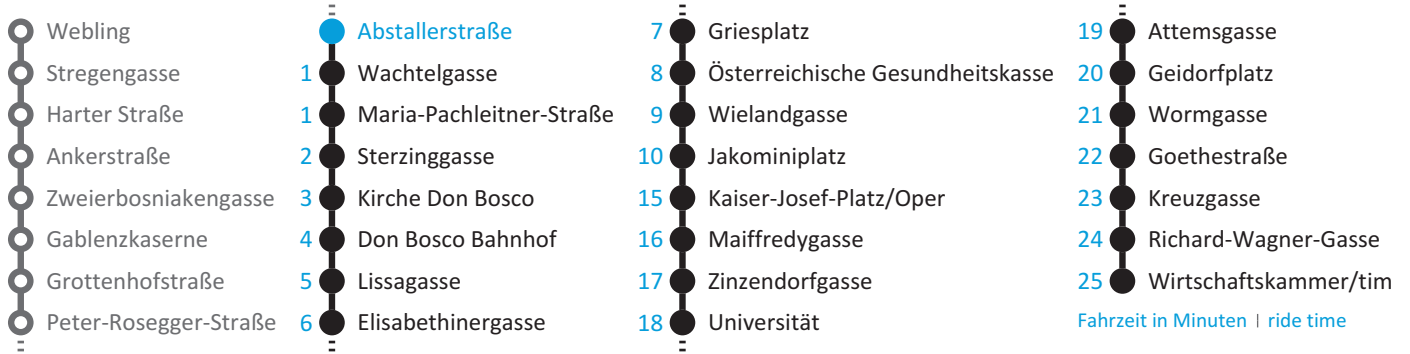 Webling
Stregengasse
Harter Straße
Ankerstraße
Zweierbosniakengasse
Gablenzkaserne
Grottenhofstraße
Peter-Rosegger-Straße
Abstallerstraße
1 Wachtelgasse
1 Maria-Pachleitner-Straße
2 Sterzinggasse
3 Kirche Don Bosco
4 Don Bosco Bahnhof
5 Lissagasse
6 Elisabethinergasse
7 Griesplatz
8 Österreichische Gesundheitskasse
9 Wielandgasse
10 Jakominiplatz
15 Kaiser-Josef-Platz/Oper
16 Maiffredygasse
17 Zinzendorfgasse
18 Universität
19 Attemsgasse
20 Geidorfplatz
21 Wormgasse
22 Goethestraße
23 Kreuzgasse
24 Richard-Wagner-Gasse
25 Wirtschaftskammer/tim
Fahrzeit in Minuten | ride time